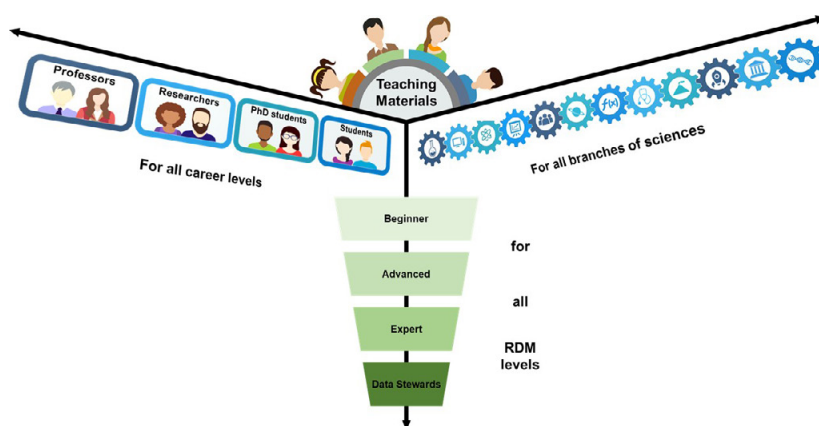 Teaching
Materials
Professors
Researchers
PhD students
Students
For all career levels
f(x)
For all branches of sciences
Beginner
Advanced
Expert
Data Stewards
for
all
RDM
levels